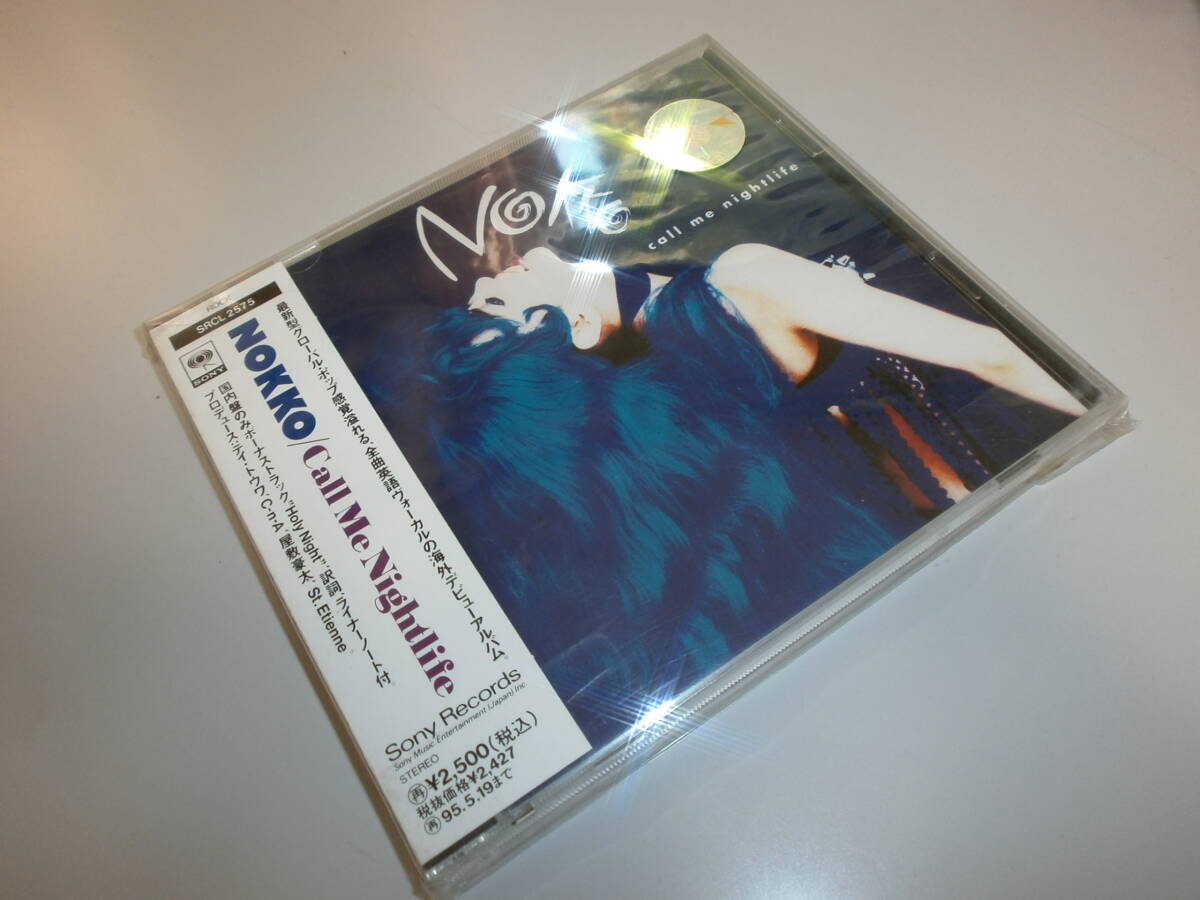 Nokko
call me nightlife
ROCK
SRCL 2575
SONY
NOKKO/Call Me Nightlife
最新型グローバル・ポップ感覚溢れる、全曲英語ヴォーカルの海外デビューアルバム。
国内盤のみボーナストラック"Holy Night"、訳詞・ライナーノート付。
プロデュース:テイ・トウワ、C・n・A、屋敷豪太、St.Etienne。
Sony Records
Sony Music Entertainment (Japan) Inc.
STEREO
再¥2,500(税込)
税抜価格¥2,427
再95.5.19まで